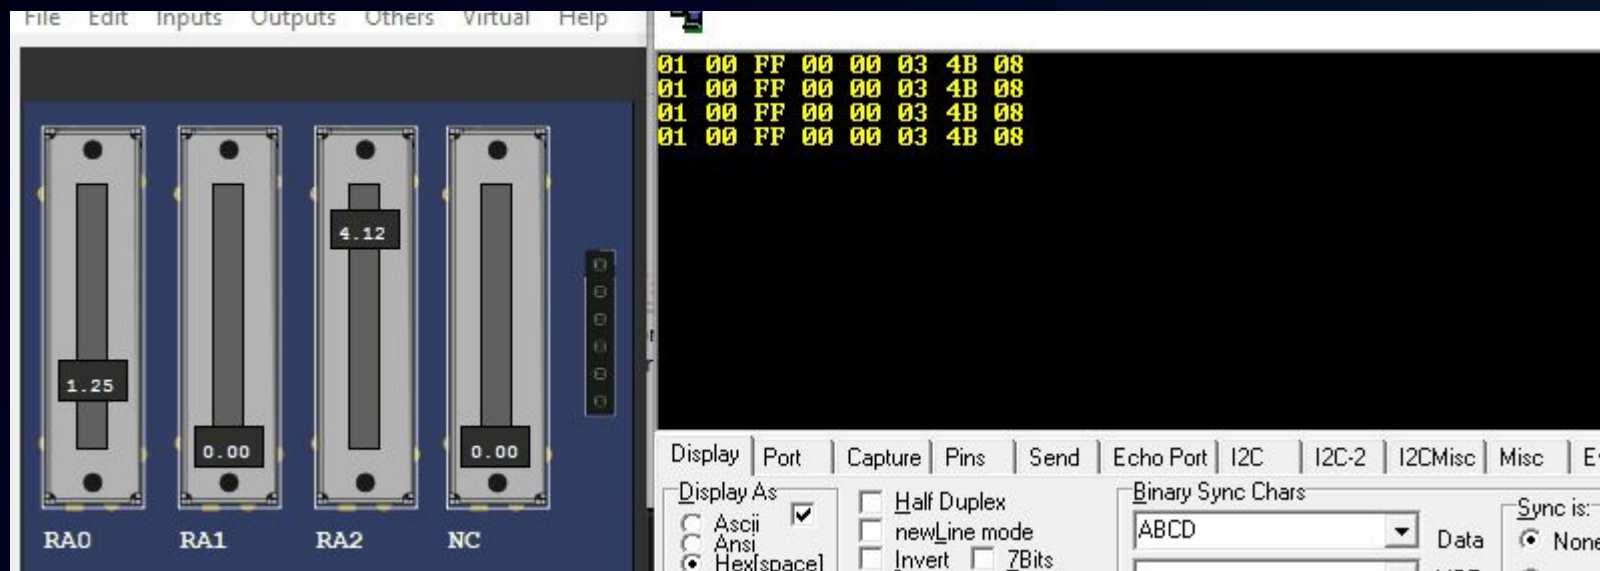 File Edit Inputs Outputs Others Virtual Help
01 00 FF 00 00 03 4B 08
01 00 FF 00 00 03 4B 08
01 00 FF 00 00 03 4B 08
01 00 FF 00 00 03 4B 08
4.12
1.25
0.00
0.00
RA0 RA1 RA2 NC
Display Port Capture Pins Send Echo Port I2C I2C-2 I2CMisc Misc
Display As
Ascii
Ansi
Hex[space]
Half Duplex
newLine mode
Invert 7Bits
Binary Sync Chars
ABCD
Data
Sync is:
None